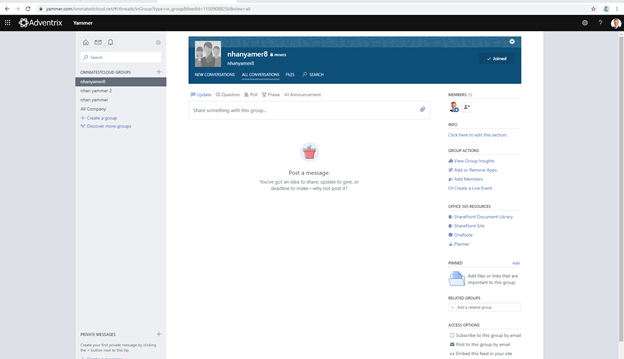 yammer.com/omniatestcloud.net/#/threads/inGroup?type=in_group&feedId=11509098250&view=all
Adventrix Yammer
OMNIATESTCLOUD GROUPS
Search
nhanyamer8
nhan yammer 2
nhan yammer
All Company
Create a group
Discover more groups
PRIVATE MESSAGES
Create your first private message by clicking
the + button next to this tip.
nhanyamer8 PRIVATE
nhanyamer8
Joined
NEW CONVERSATIONS ALL CONVERSATIONS FILES SEARCH
Update Question Poll Praise Announcement
Share something with this group...
Post a message.
You've got an idea to share, update to give, or
deadline to make—why not post it?
MEMBERS (1)
INFO
Click here to edit this section.
GROUP ACTIONS
View Group Insights
Add or Remove Apps
Add Members
Create a Live Event
OFFICE 365 RESOURCES
SharePoint Document Library
SharePoint Site
OneNote
Planner
PINNED Add
Add files or links that are
important to this group.
RELATED GROUPS
+ Add a related group
ACCESS OPTIONS
Subscribe to this group by email
Post to this group by email
Embed this feed in your site